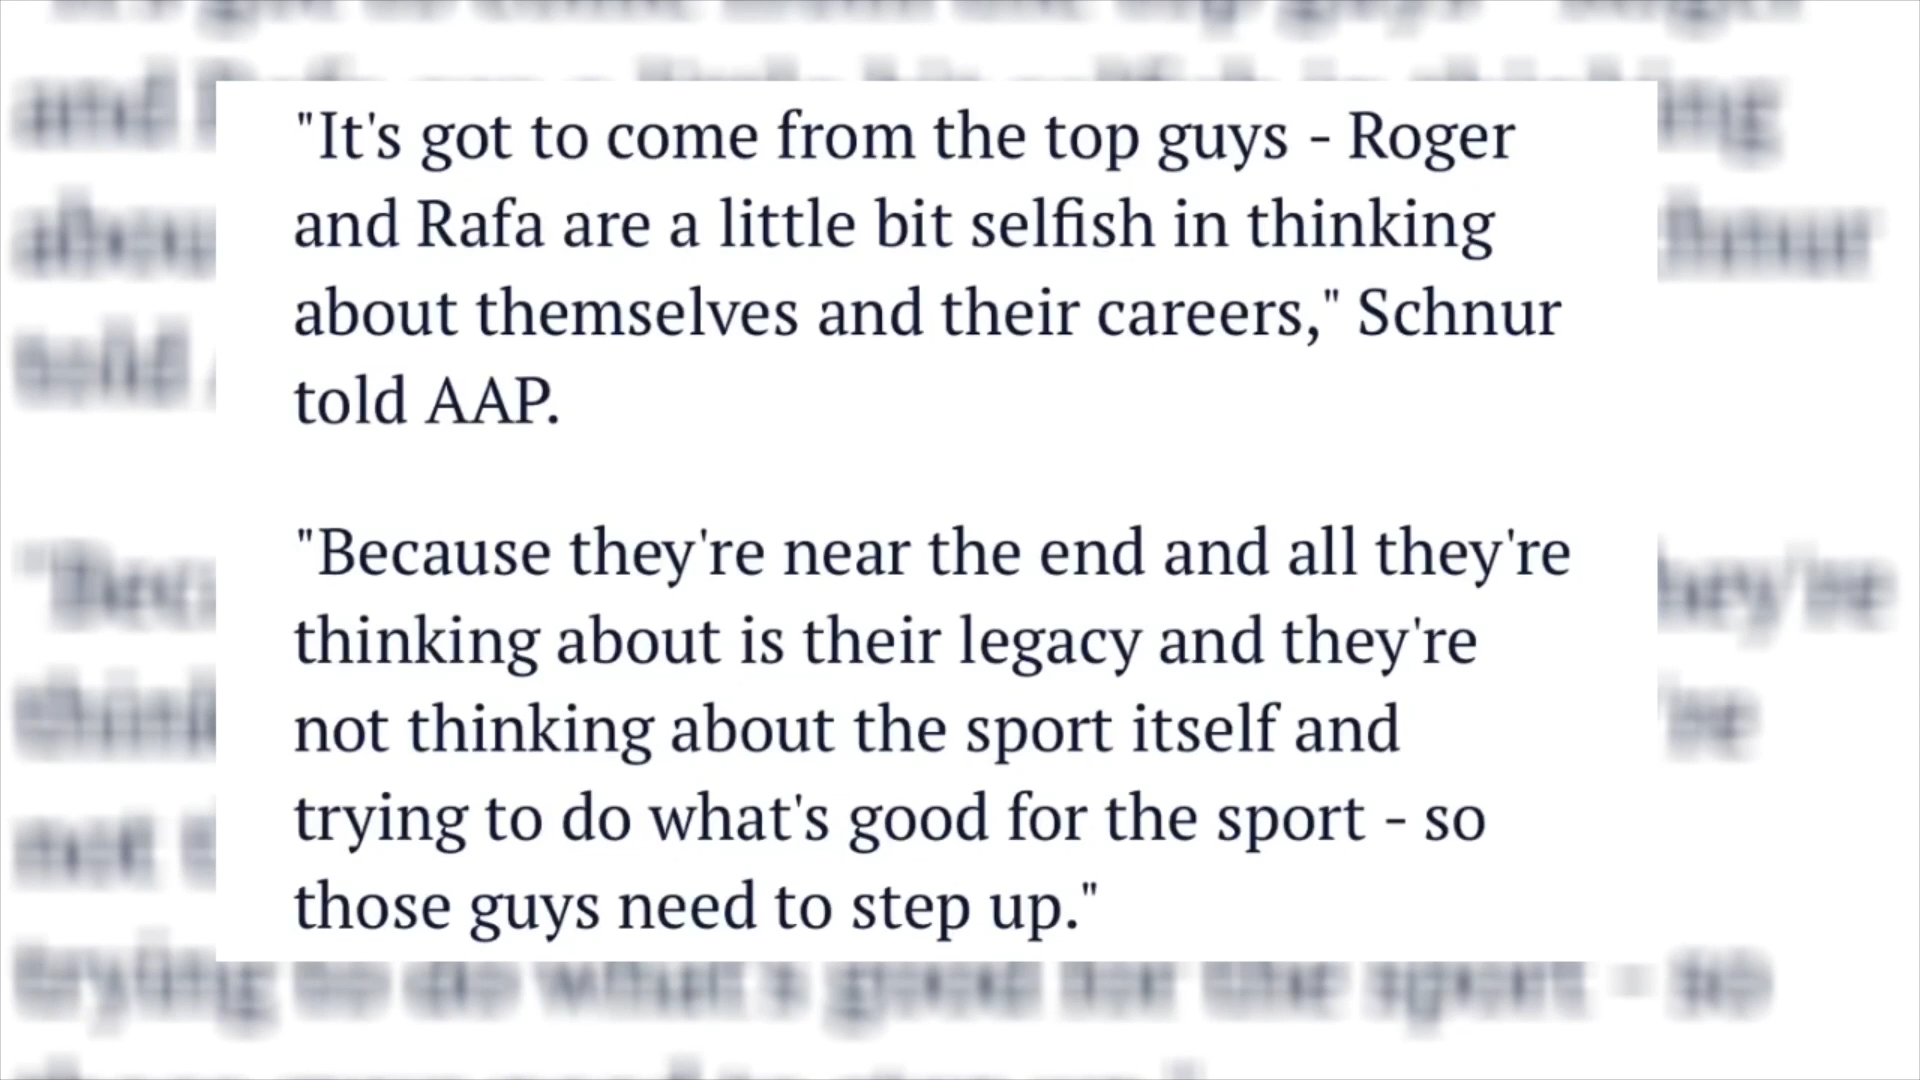 "It's got to come from the top guys - Roger
and Rafa are a little bit selfish in thinking
about themselves and their careers," Schnur
told AAP.
"Because they're near the end and all they're
thinking about is their legacy and they're
not thinking about the sport itself and
trying to do what's good for the sport - so
those guys need to step up."